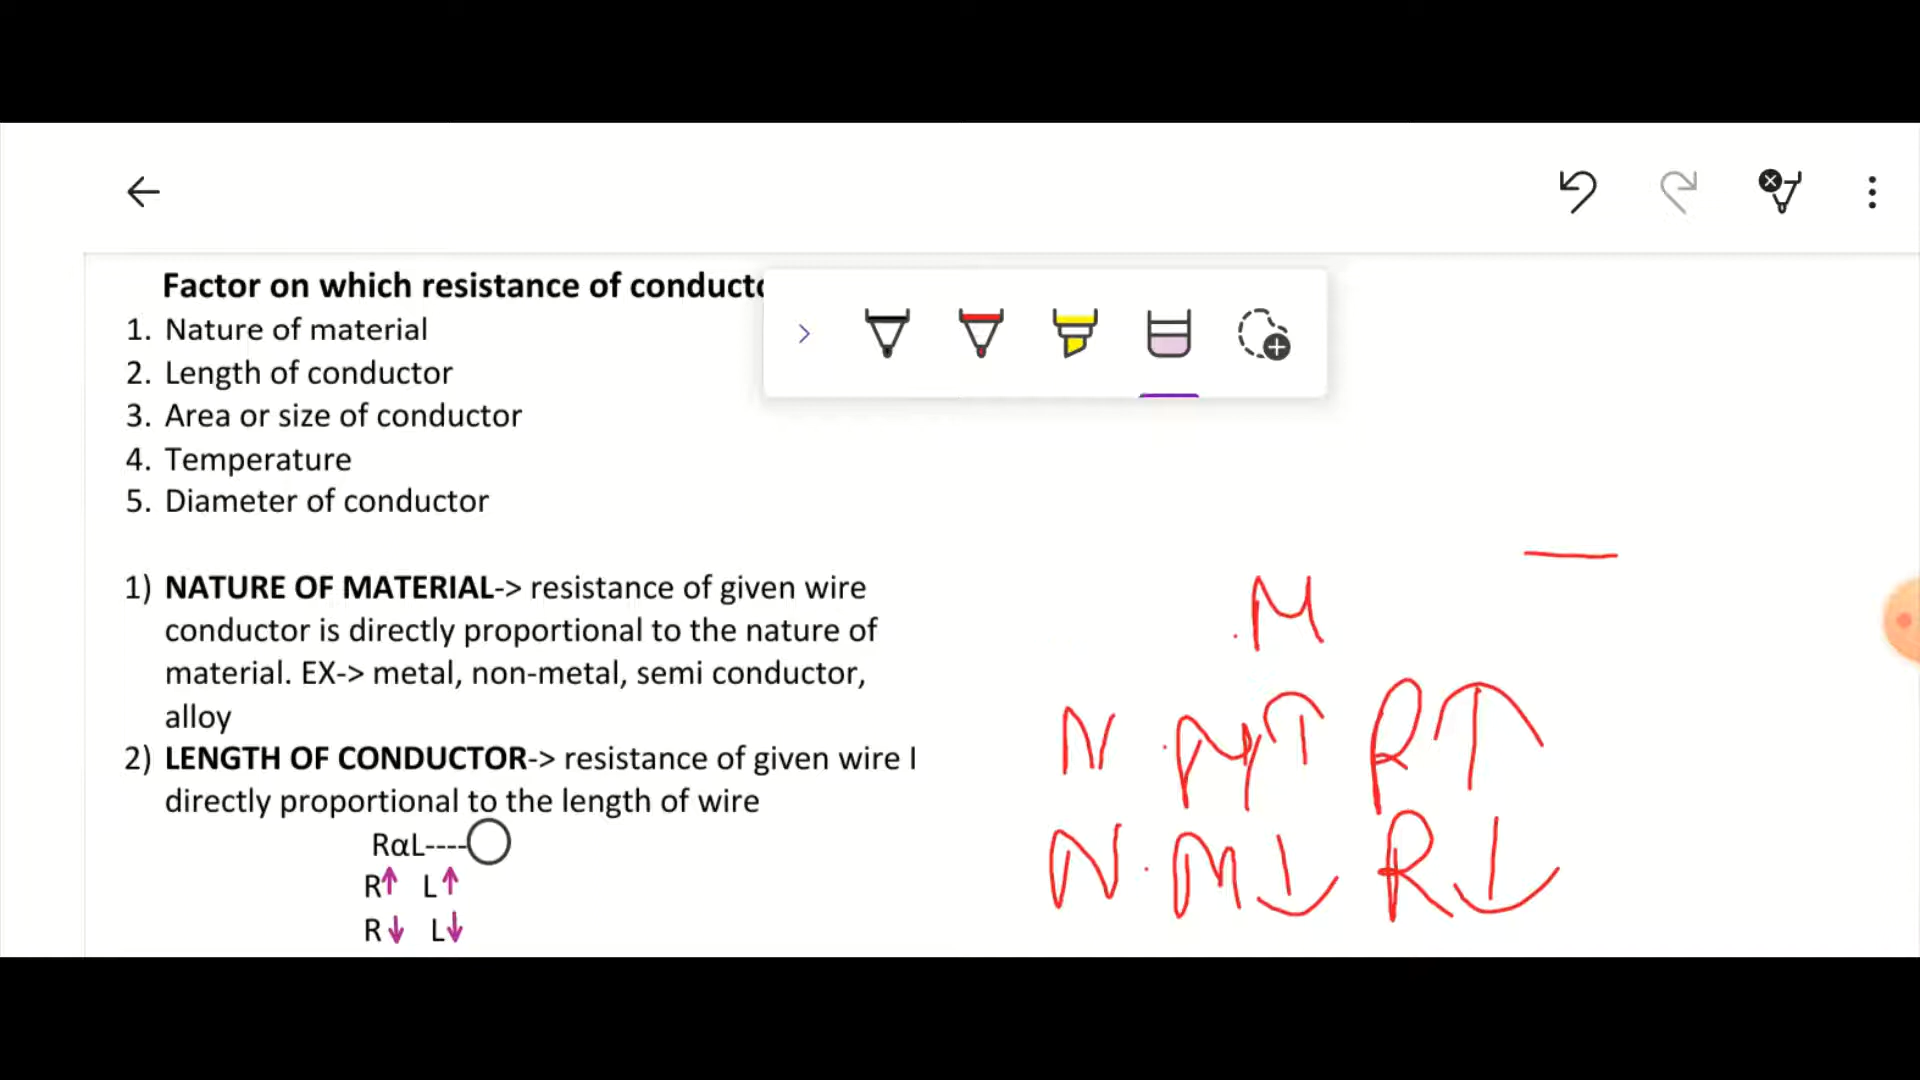 Factor on which resistance of conducto
1. Nature of material
2. Length of conductor
3. Area or size of conductor
4. Temperature
5. Diameter of conductor
1) NATURE OF MATERIAL-> resistance of given wire
conductor is directly proportional to the nature of
material. EX-> metal, non-metal, semi conductor,
alloy
2) LENGTH OF CONDUCTOR-> resistance of given wire I
directly proportional to the length of wire
RαL----◯
R↑ L↑
R↓ L↓
.M
N.M↑ R↑
N.M↓ R↓